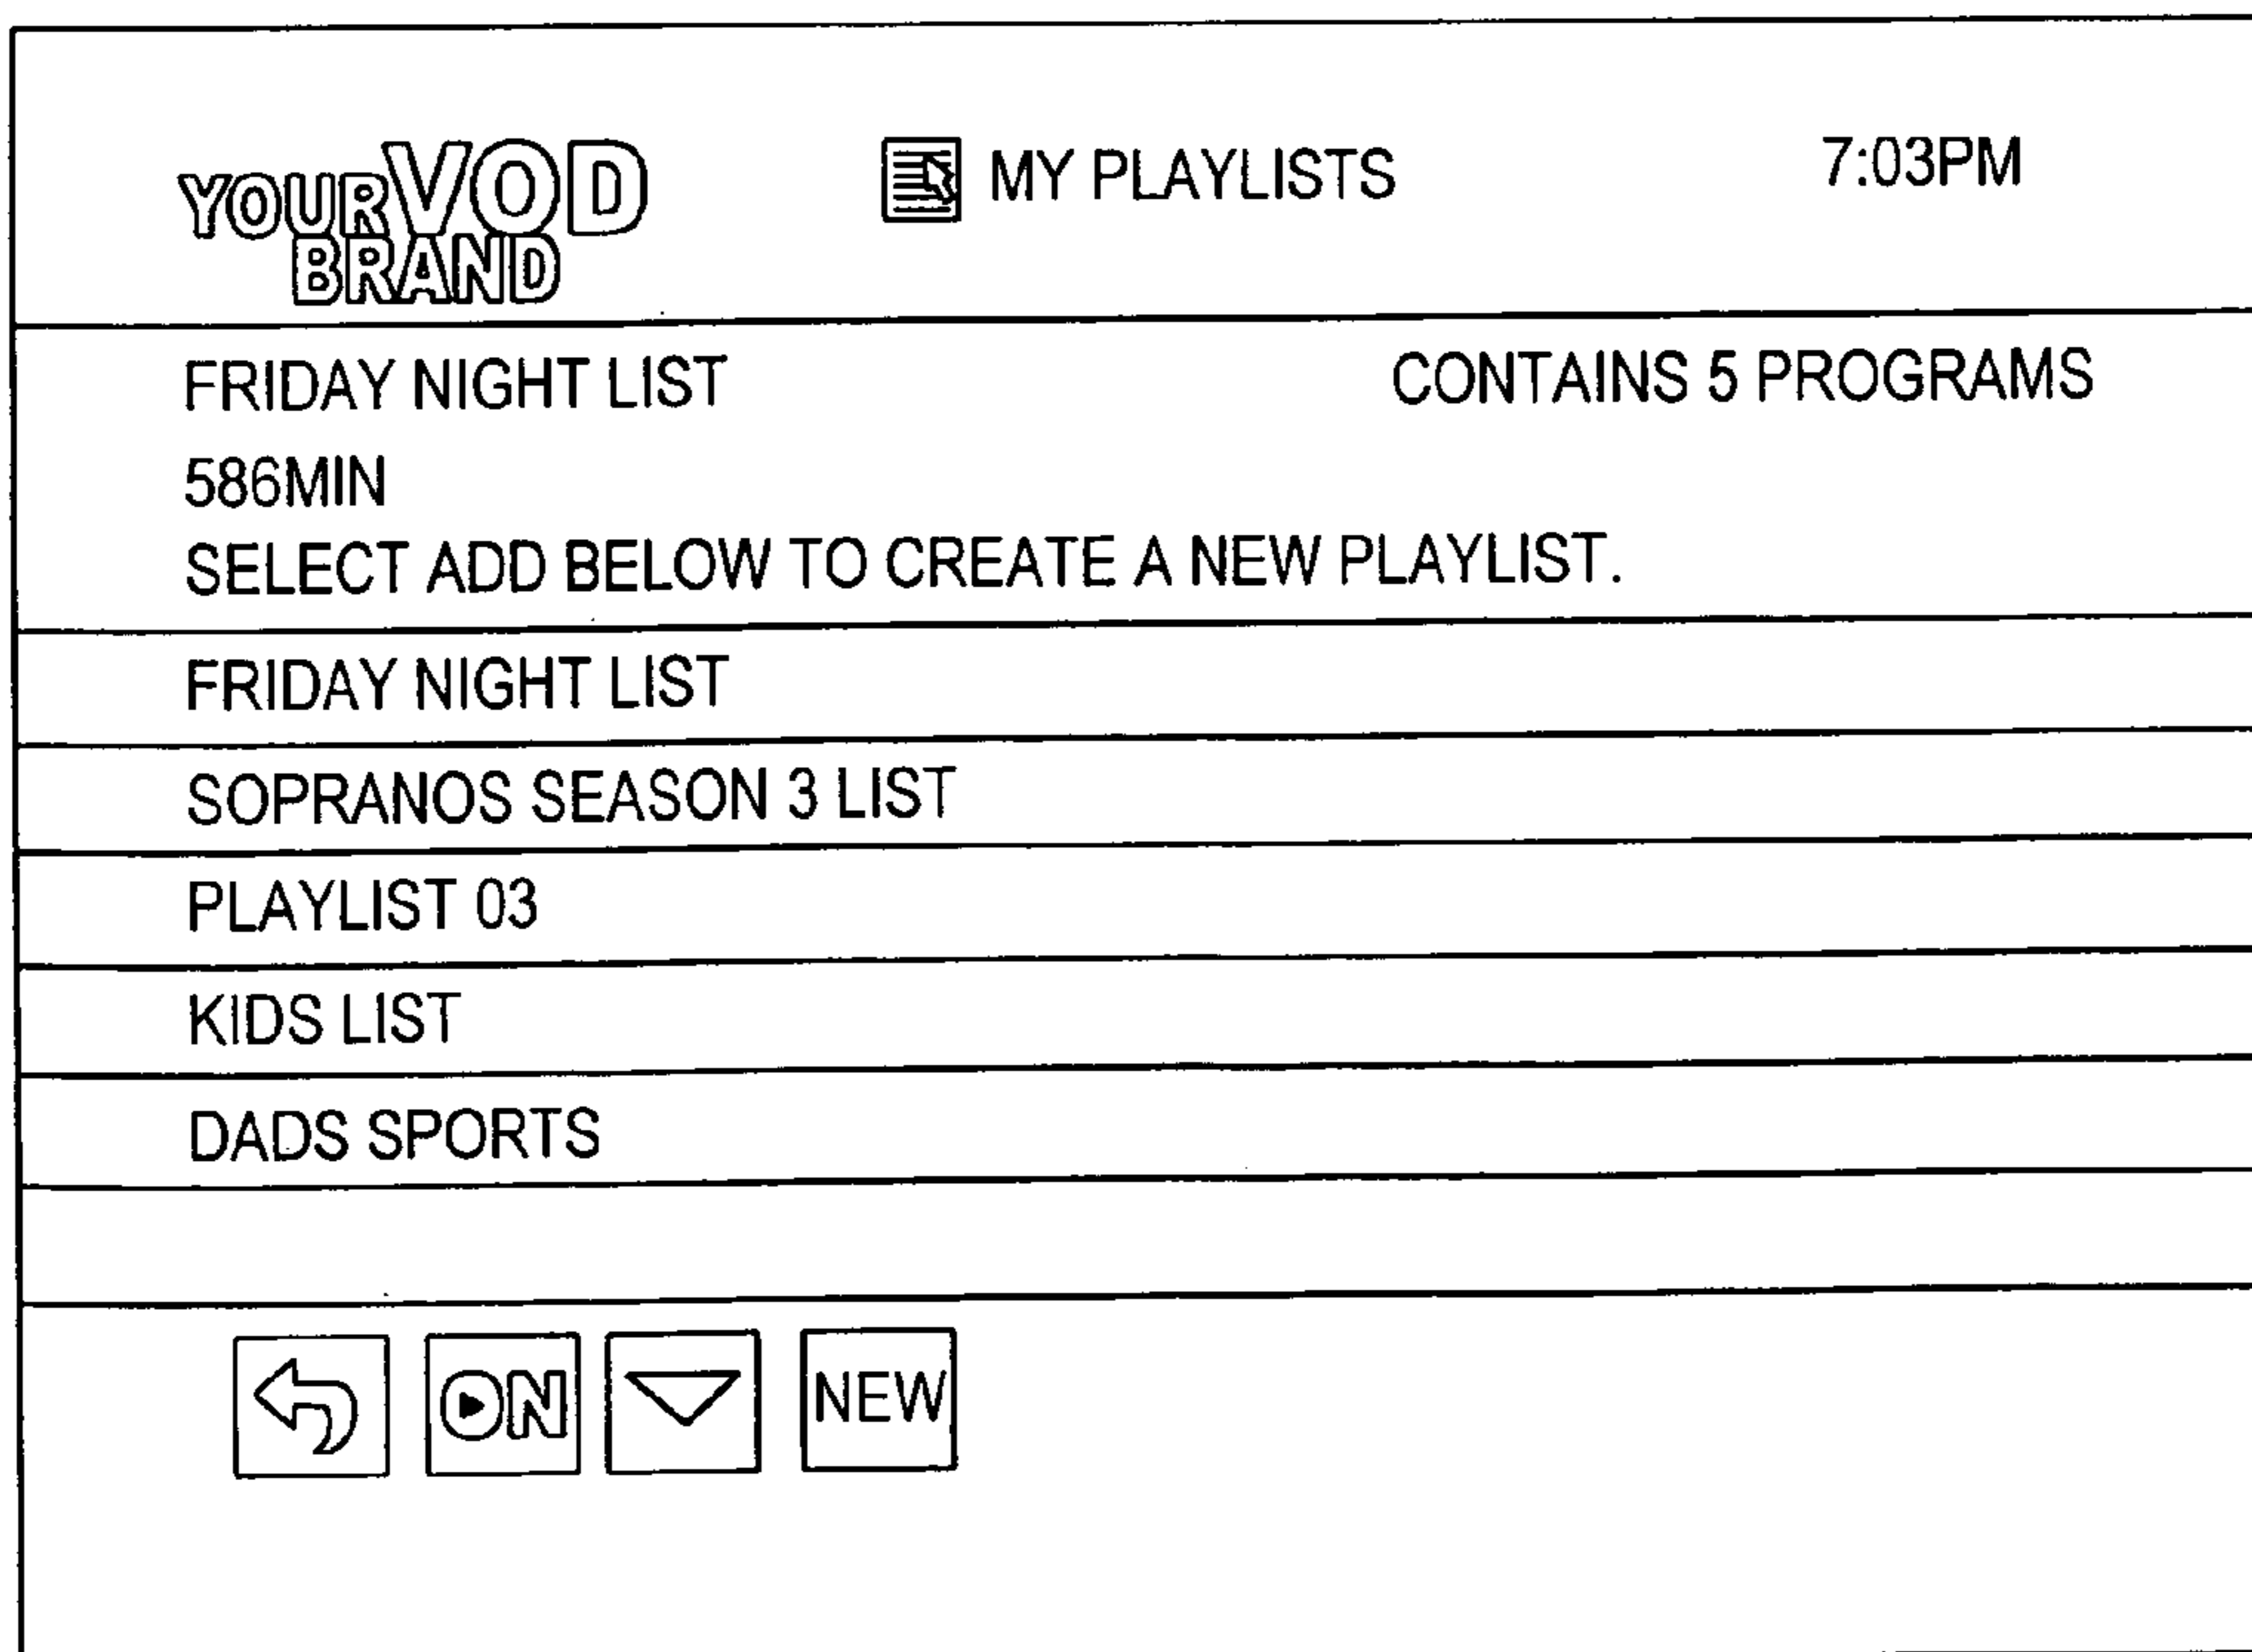 YOUR VOD MY PLAYLISTS 7:03PM
BRAND
FRIDAY NIGHT LIST CONTAINS 5 PROGRAMS
586MIN
SELECT ADD BELOW TO CREATE A NEW PLAYLIST.
FRIDAY NIGHT LIST
SOPRANOS SEASON 3 LIST
PLAYLIST 03
KIDS LIST
DADS SPORTS
ON NEW